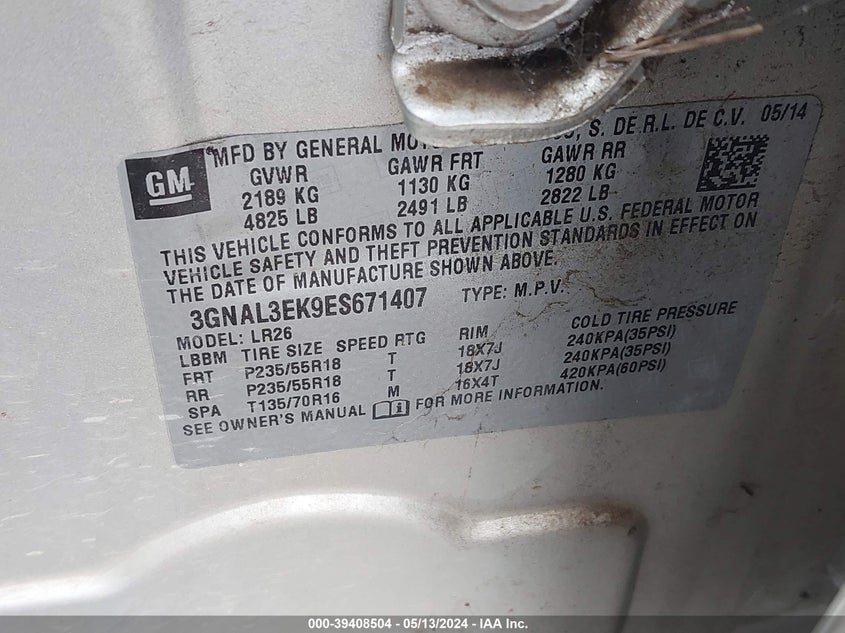 GM
MFD BY GENERAL MO S, S. DE R.L. DE C.V. 05/14
GVWR GAWR FRT GAWR RR
2189 KG 1130 KG 1280 KG
4825 LB 2491 LB 2822 LB
THIS VEHICLE CONFORMS TO ALL APPLICABLE U.S. FEDERAL MOTOR
VEHICLE SAFETY AND THEFT PREVENTION STANDARDS IN EFFECT ON
THE DATE OF MANUFACTURE SHOWN ABOVE.
3GNAL3EK9ES671407 TYPE: M.P.V.
MODEL: LR26
LBBM TIRE SIZE SPEED RTG RIM COLD TIRE PRESSURE
FRT P235/55R18 T 18X7J 240KPA(35PSI)
RR P235/55R18 T 18X7J 240KPA(35PSI)
SPA T135/70R16 M 16X4T 420KPA(60PSI)
SEE OWNER'S MANUAL FOR MORE INFORMATION.
000-39408504 - 05/13/2024 - IAA Inc.